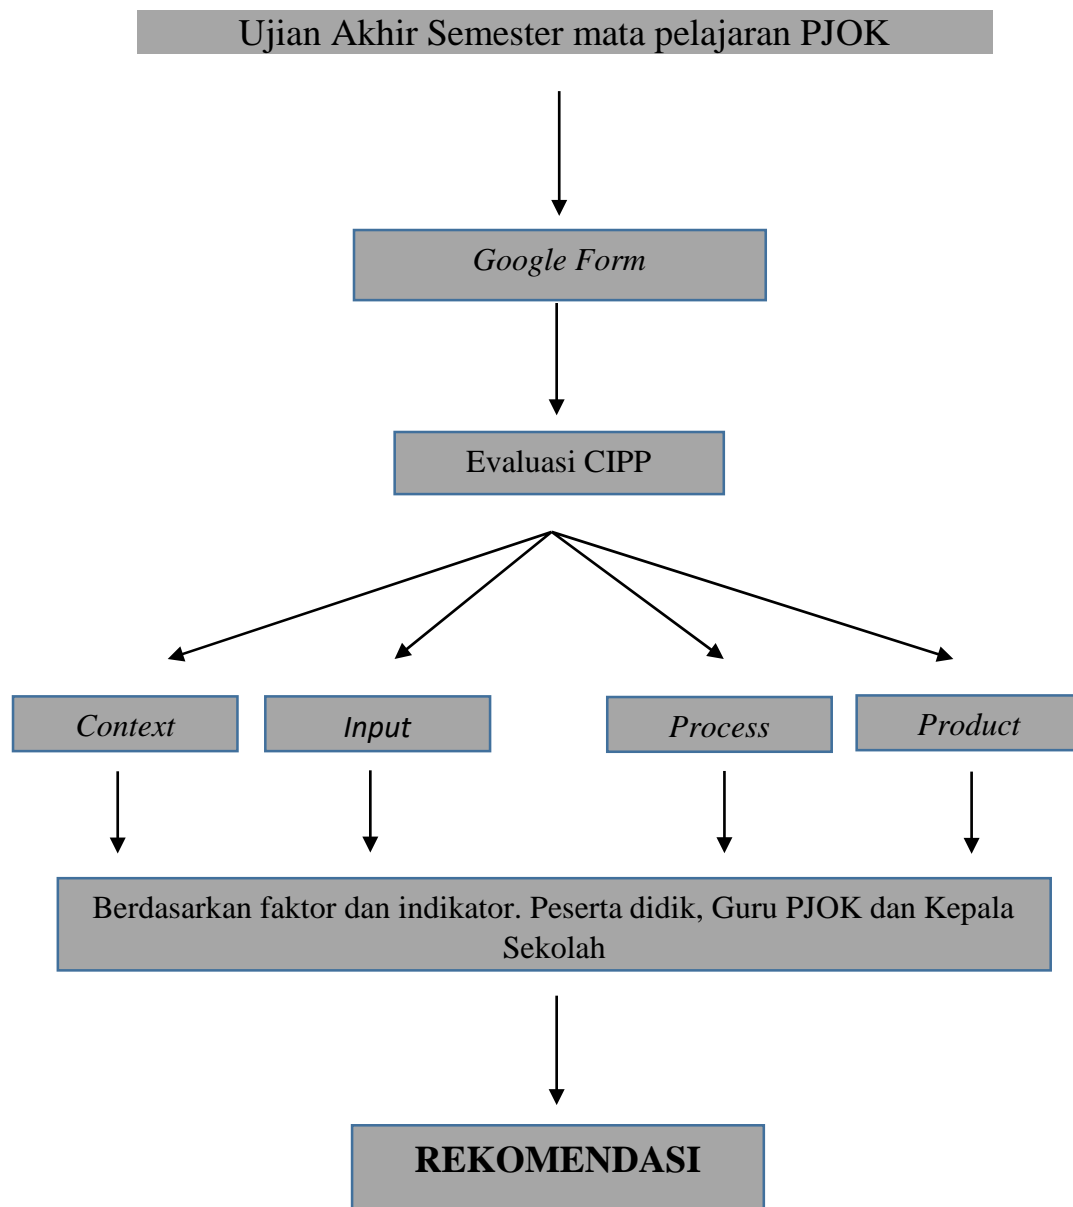 Ujian Akhir Semester mata pelajaran PJOK
Google Form
Evaluasi CIPP
Context
Input
Process
Product
Berdasarkan faktor dan indikator. Peserta didik, Guru PJOK dan Kepala
Sekolah
REKOMENDASI